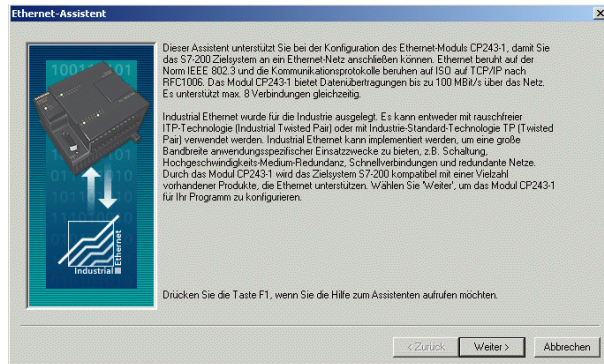 Ethernet-Assistent
Dieser Assistent unterstützt Sie bei der Konfiguration des Ethernet-Moduls CP243-1, damit Sie
das S7-200 Zielsystem an ein Ethernet-Netz anschließen können. Ethernet beruht auf der
Norm IEEE 802.3 und die Kommunikationsprotokolle beruhen auf ISO auf TCP/IP nach
RFC1006. Das Modul CP243-1 bietet Datenübertragungen bis zu 100 MBit/s über das Netz.
Es unterstützt max. 8 Verbindungen gleichzeitig.
Industrial Ethernet wurde für die Industrie ausgelegt. Es kann entweder mit rauschfreier
ITP-Technologie (Industrial Twisted Pair) oder mit Industrie-Standard-Technologie TP (Twisted
Pair) verwendet werden. Industrial Ethernet kann implementiert werden, um eine große
Bandbreite anwendungsspezifischer Einsatzzwecke zu bieten, z.B. Schaltung,
Hochgeschwindigkeits-Medium-Redundanz, Schnellverbindungen und redundante Netze.
Durch das Modul CP243-1 wird das Zielsystem S7-200 kompatibel mit einer Vielzahl
vorhandener Produkte, die Ethernet unterstützen. Wählen Sie 'Weiter', um das Modul CP243-1
für Ihr Programm zu konfigurieren.
Industrial
Ethernet
Drücken Sie die Taste F1, wenn Sie die Hilfe zum Assistenten aufrufen möchten.
< Zurück
Weiter >
Abbrechen